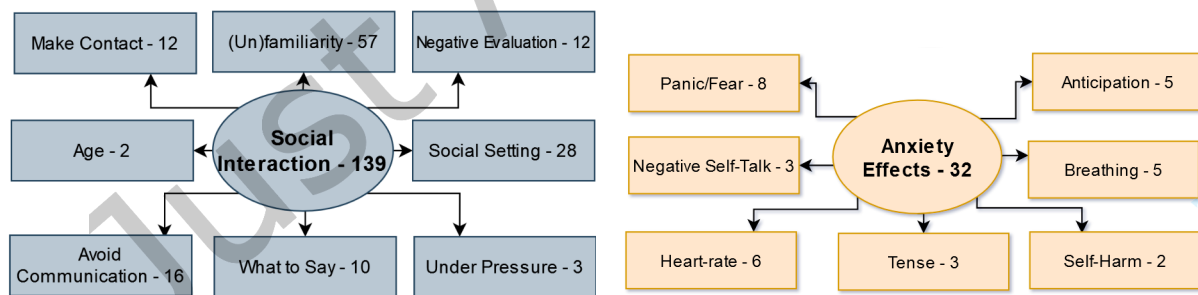 Make Contact - 12
(Un)familiarity - 57
Negative Evaluation - 12
Age - 2
Social
Interaction - 139
Social Setting - 28
Avoid
Communication - 16
What to Say - 10
Under Pressure - 3
Panic/Fear - 8
Anticipation - 5
Negative Self-Talk - 3
Anxiety
Effects - 32
Breathing - 5
Heart-rate - 6
Tense - 3
Self-Harm - 2
Just